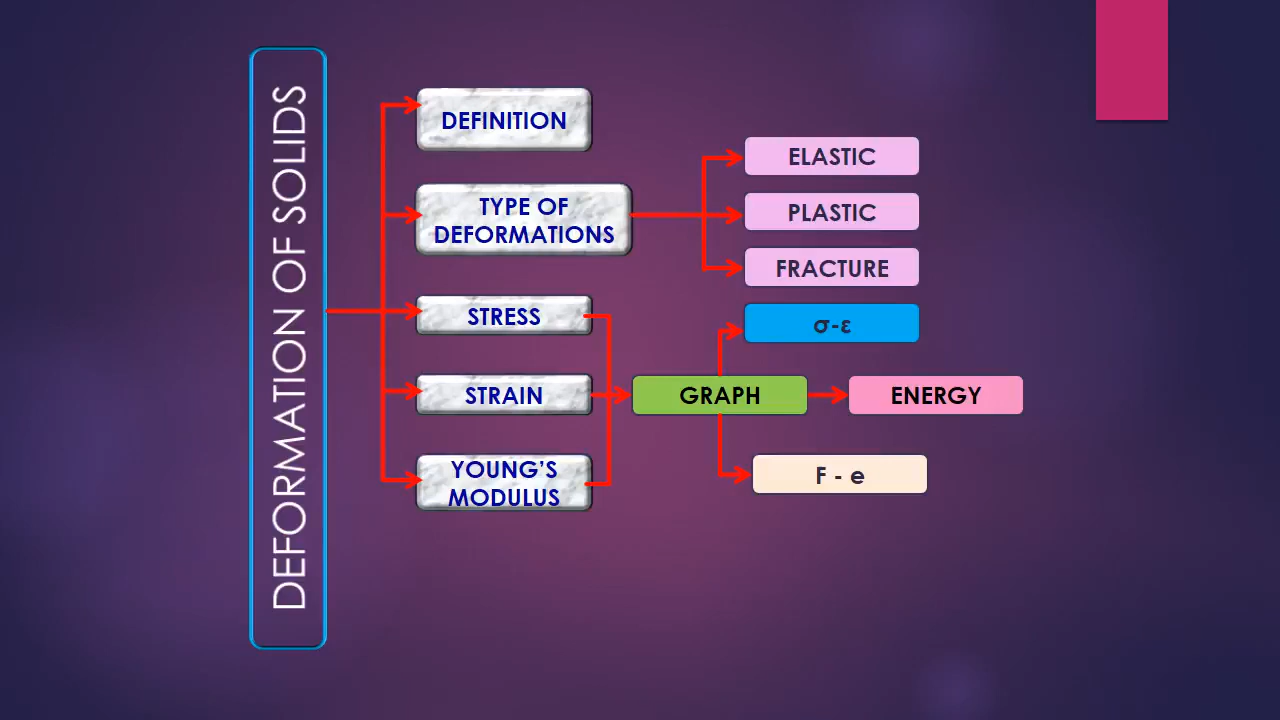 DEFORMATION OF SOLIDS
DEFINITION
TYPE OF
DEFORMATIONS
ELASTIC
PLASTIC
FRACTURE
STRESS
STRAIN
YOUNG’S
MODULUS
GRAPH
σ-ε
ENERGY
F - e